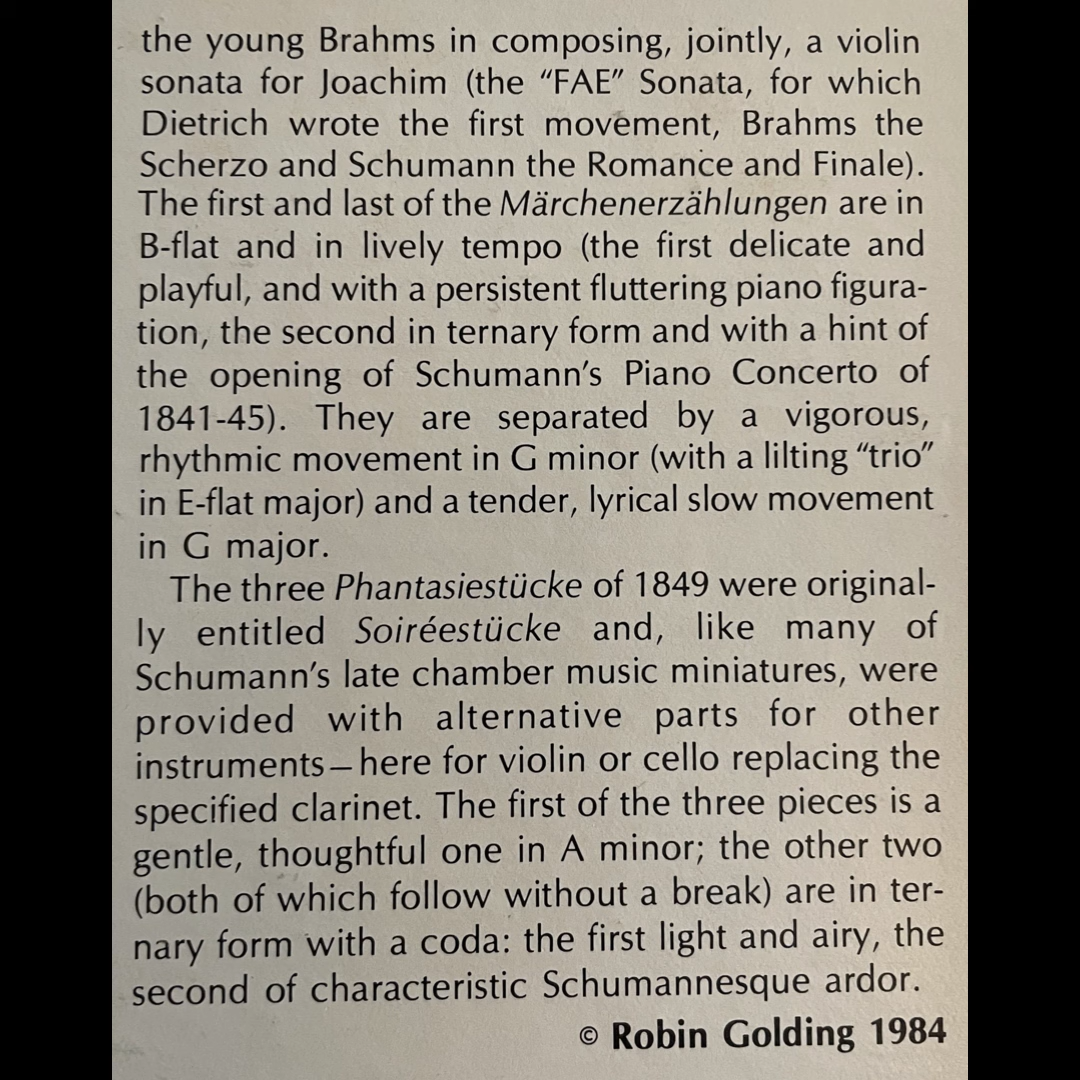 the young Brahms in composing, jointly, a violin
sonata for Joachim (the “FAE” Sonata, for which
Dietrich wrote the first movement, Brahms the
Scherzo and Schumann the Romance and Finale).
The first and last of the Märchenerzählungen are in
B-flat and in lively tempo (the first delicate and
playful, and with a persistent fluttering piano figura-
tion, the second in ternary form and with a hint of
the opening of Schumann’s Piano Concerto of
1841-45). They are separated by a vigorous,
rhythmic movement in G minor (with a lilting “trio”
in E-flat major) and a tender, lyrical slow movement
in G major.
The three Phantasiestücke of 1849 were original-
ly entitled Soiréestücke and, like many of
Schumann’s late chamber music miniatures, were
provided with alternative parts for other
instruments—here for violin or cello replacing the
specified clarinet. The first of the three pieces is a
gentle, thoughtful one in A minor; the other two
(both of which follow without a break) are in ter-
nary form with a coda: the first light and airy, the
second of characteristic Schumannesque ardor.
© Robin Golding 1984